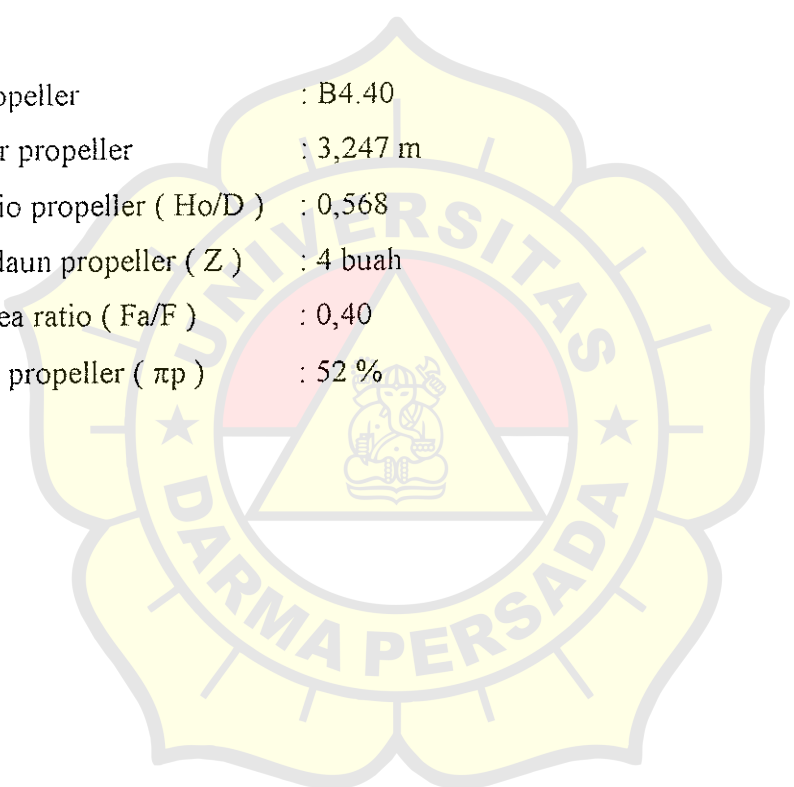 opeller : B4.40
r propeller : 3,247 m
io propeller ( Ho/D ) : 0,568
daun propeller ( Z ) : 4 buah
ea ratio ( Fa/F ) : 0,40
propeller ( πp ) : 52 %
UNIVERSITAS
DARMA PERSADA